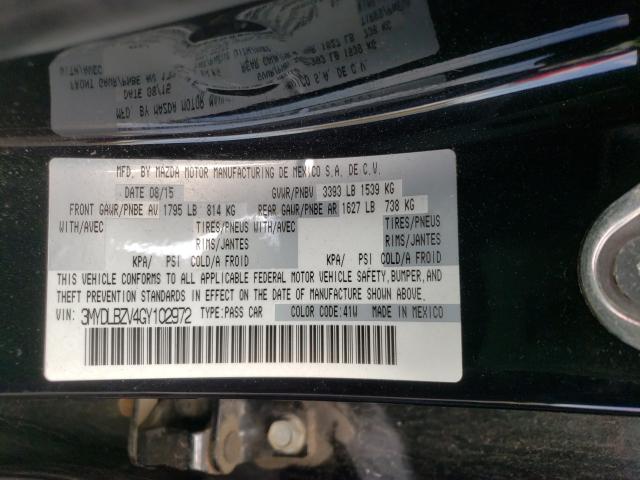 MFD. BY MAZDA MOTOR MANUFACTURING DE MEXICO S.A. DE C.V.
DATE 08/15 GVWR/PNBV 3393 LB 1539 KG
FRONT GAWR/PNBE AV 1795 LB 814 KG REAR GAWR/PNBE AR 1627 LB 738 KG
WITH/AVEC TIRES/PNEUS WITH/AVEC TIRES/PNEUS
RIMS/JANTES RIMS/JANTES
KPA/ PSI COLD/A FROID KPA/ PSI COLD/A FROID
THIS VEHICLE CONFORMS TO ALL APPLICABLE FEDERAL MOTOR VEHICLE SAFETY, BUMPER, AND
THEFT PREVENTION STANDARDS IN EFFECT ON THE DATE OF MANUFACTURE SHOWN ABOVE.
VIN: 3MYDLBZV4GY102972 TYPE: PASS CAR COLOR CODE: 41W MADE IN MEXICO